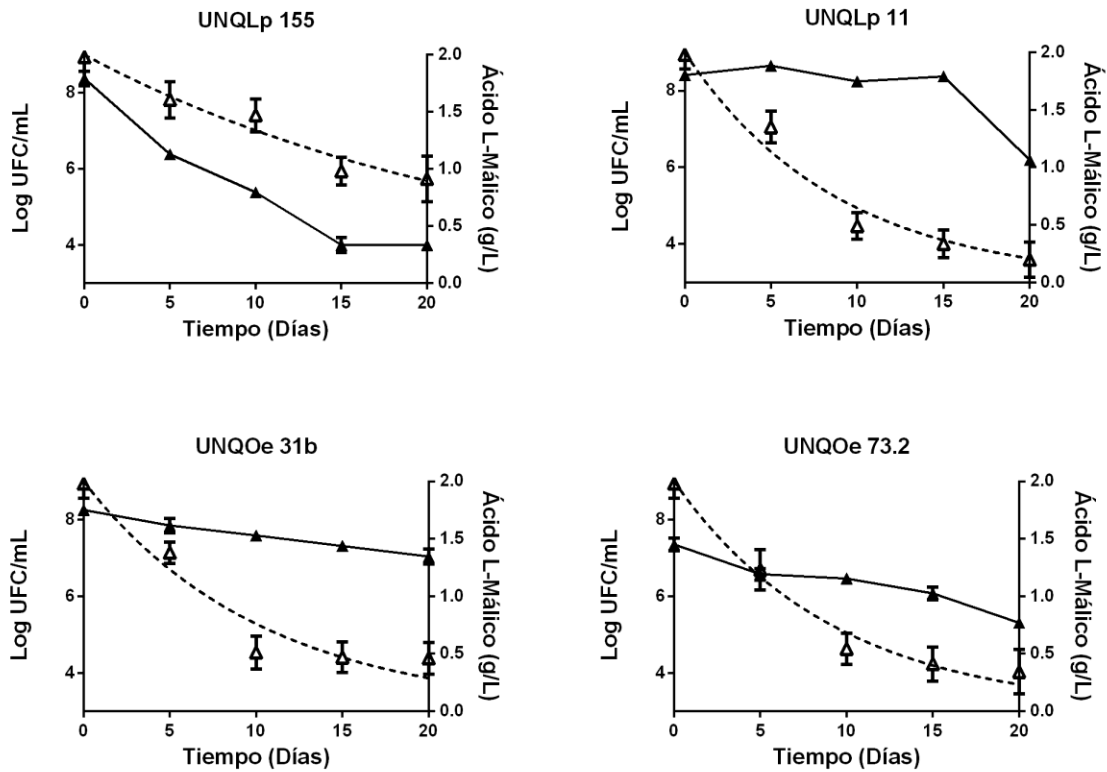 UNQLp 155
Log UFC/mL
8
6
4
0 5 10 15 20
Tiempo (Días)
2.0
1.5
1.0
0.5
0.0
Ácido L-Málico (g/L)
UNQLp 11
Log UFC/mL
8
6
4
0 5 10 15 20
Tiempo (Días)
2.0
1.5
1.0
0.5
0.0
Ácido L-Málico (g/L)
UNQOe 31b
Log UFC/mL
8
6
4
0 5 10 15 20
Tiempo (Días)
2.0
1.5
1.0
0.5
0.0
Ácido L-Málico (g/L)
UNQOe 73.2
Log UFC/mL
8
6
4
0 5 10 15 20
Tiempo (Días)
2.0
1.5
1.0
0.5
0.0
Ácido L-Málico (g/L)